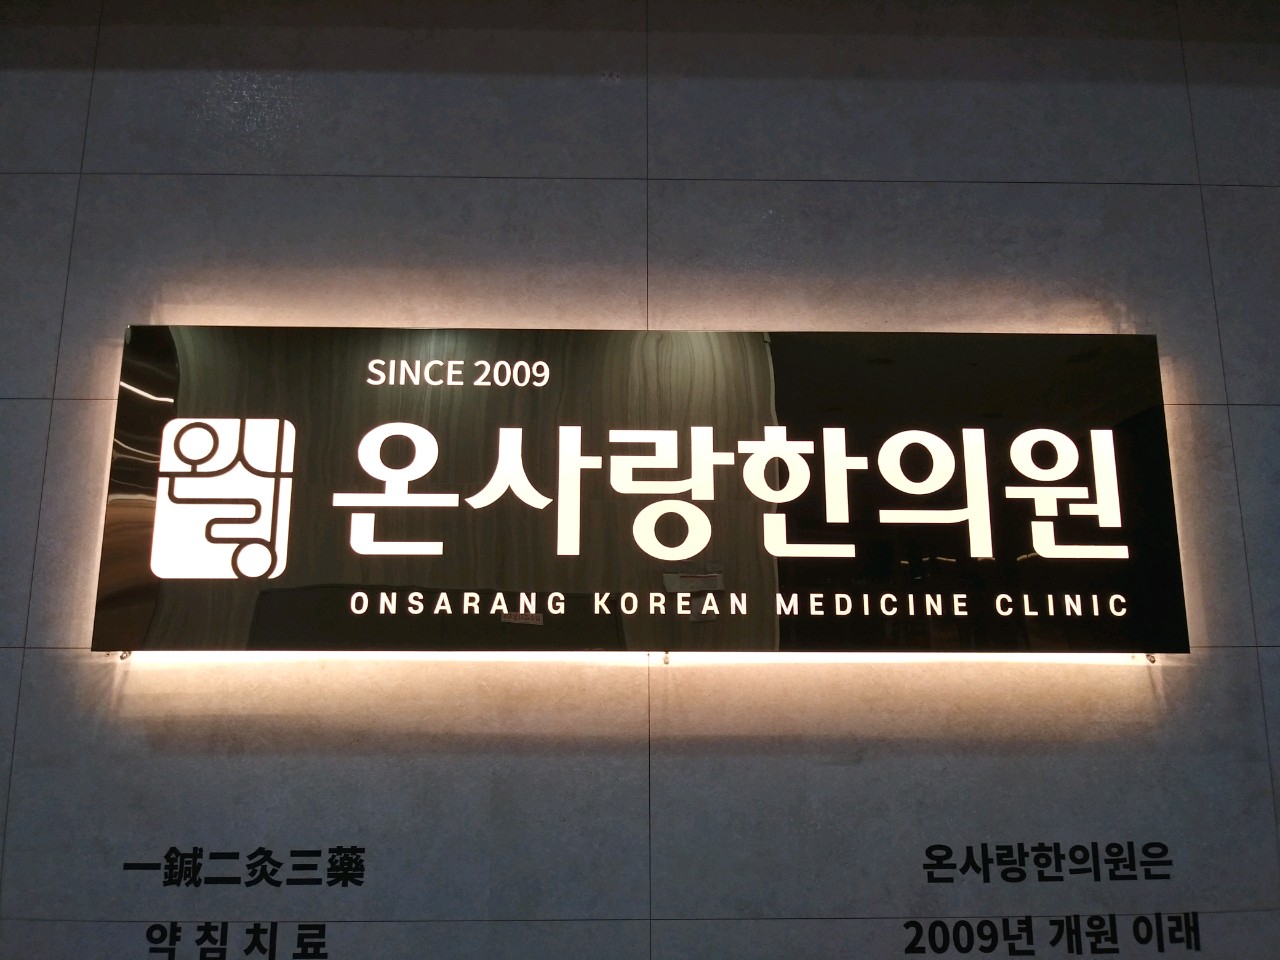 SINCE 2009
온사랑한의원
ONSARANG KOREAN MEDICINE CLINIC
一鍼二灸三藥
약침치료
온사랑한의원은
2009년 개원 이래